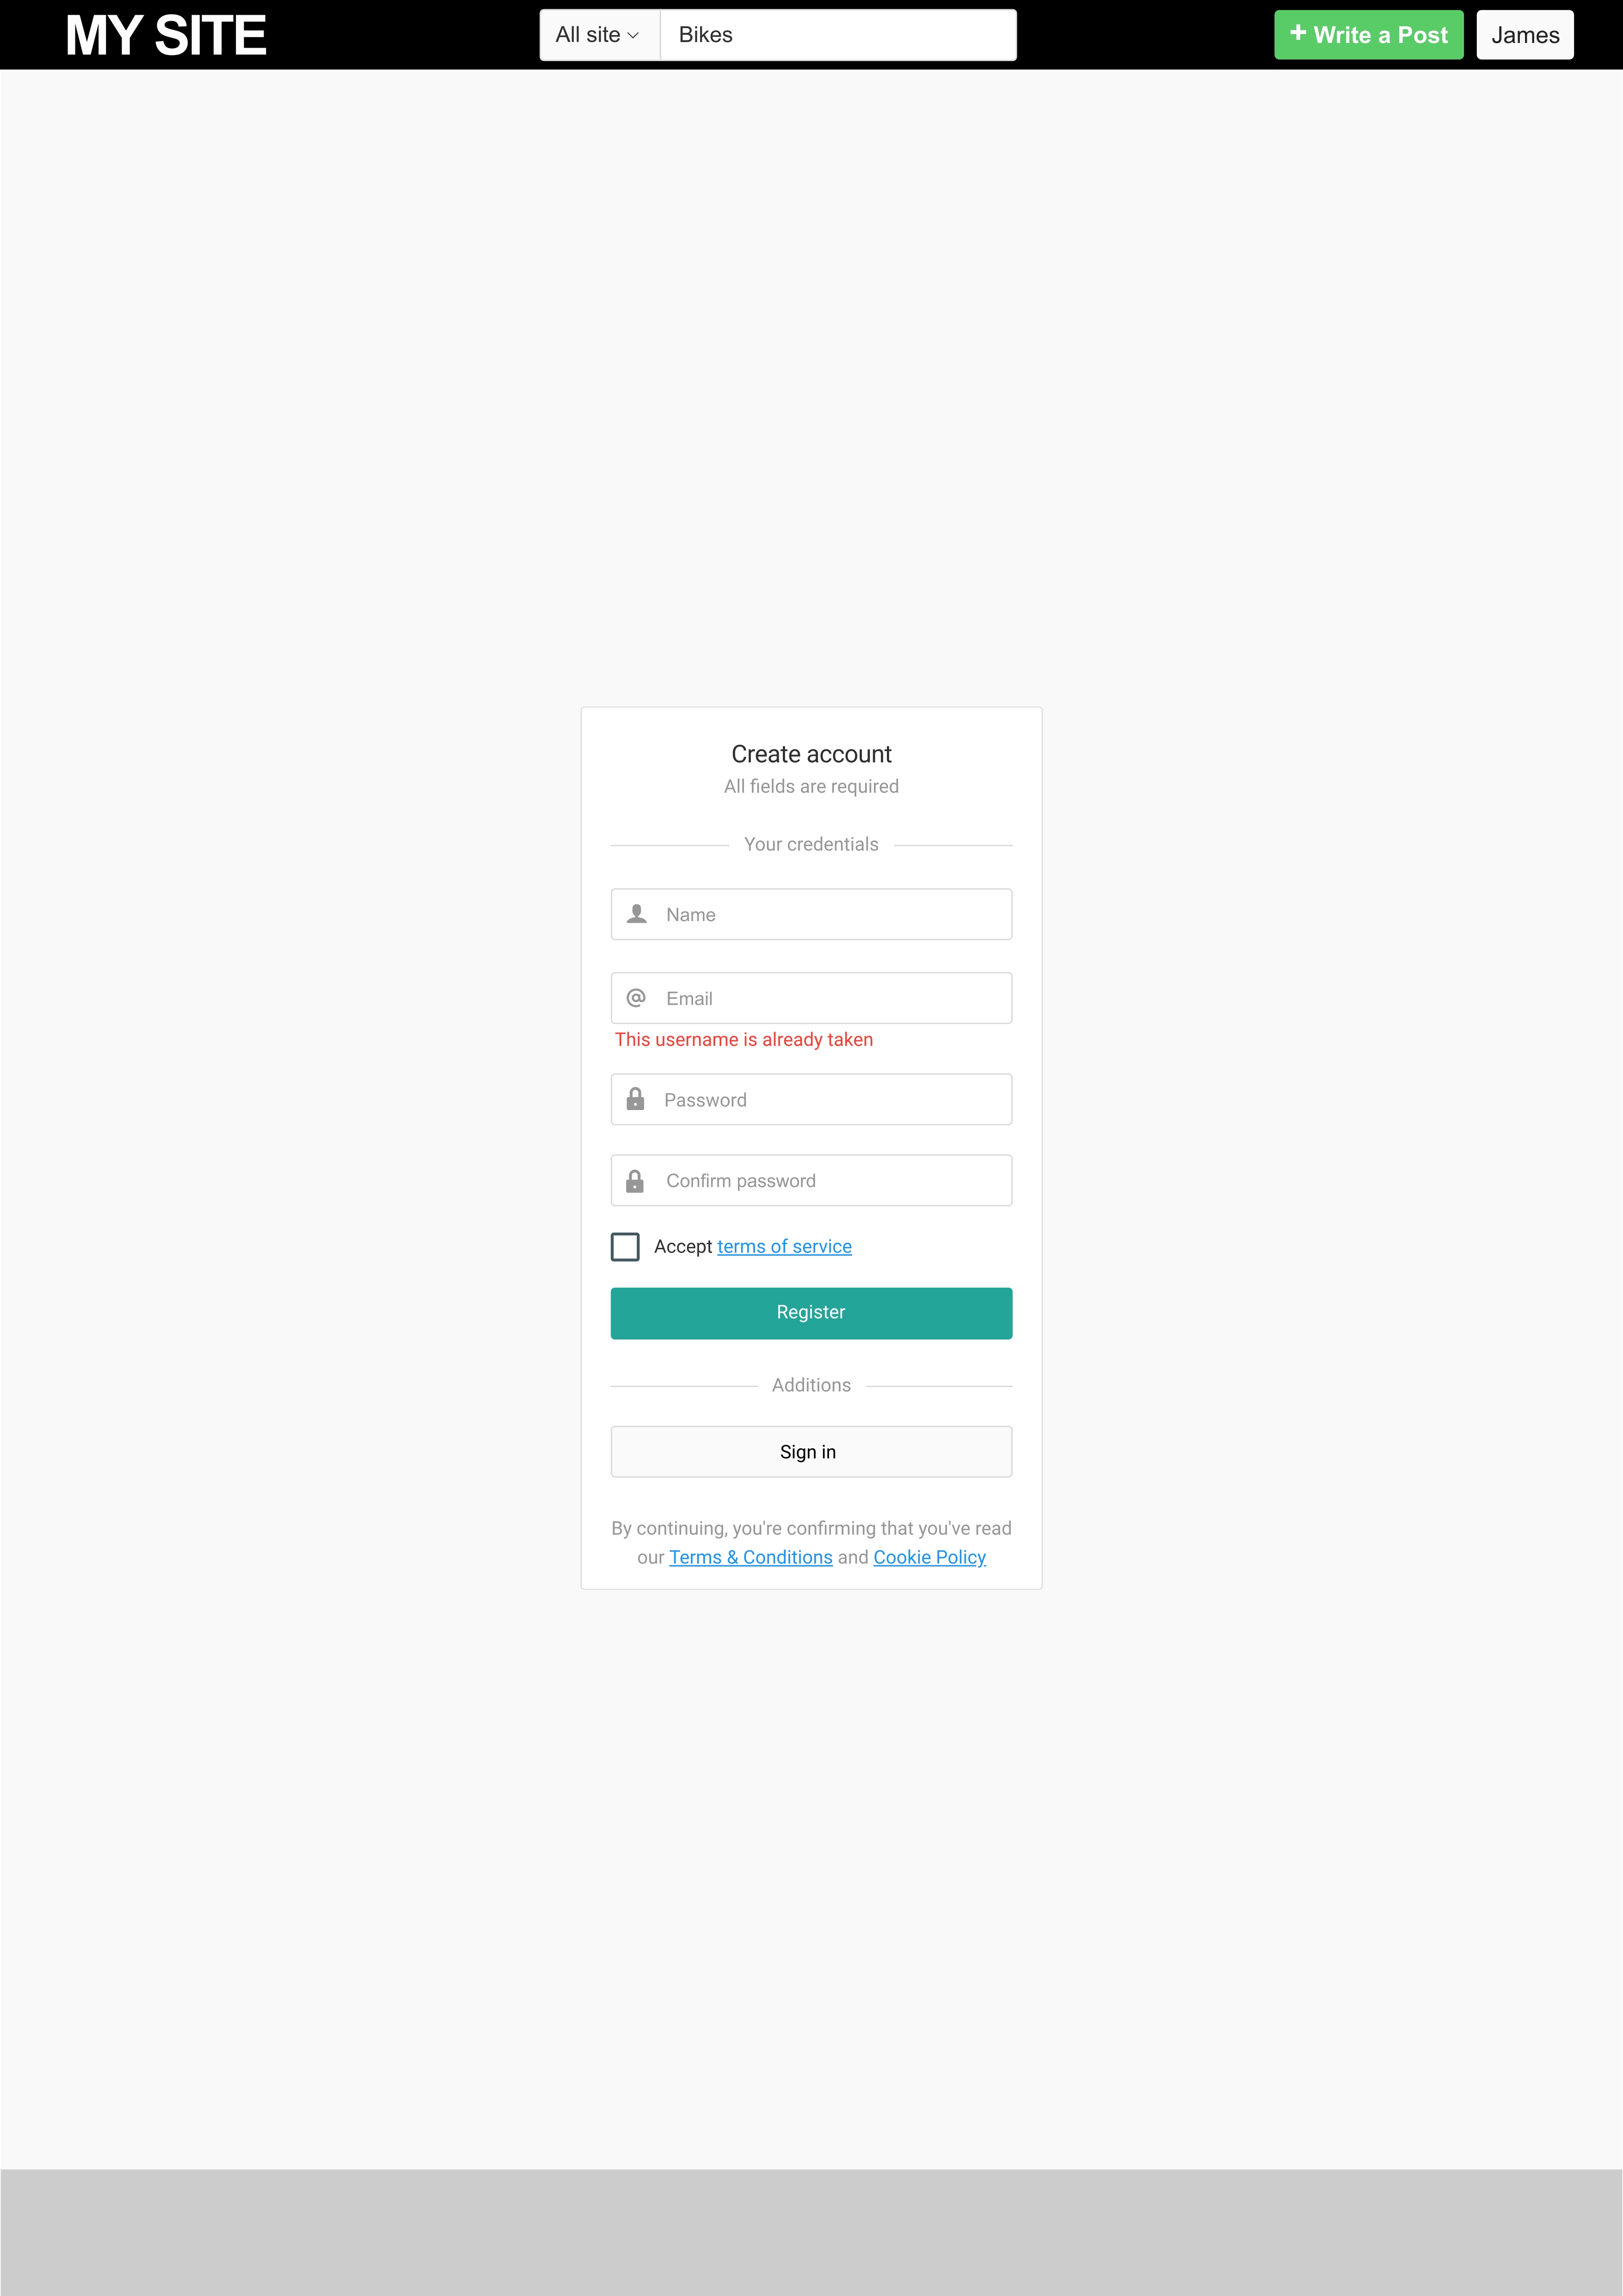 MY SITE
All site
Bikes
+ Write a Post
James
Create account
All fields are required
Your credentials
Name
@ Email
This username is already taken
Password
Confirm password
Accept terms of service
Register
Additions
Sign in
By continuing, you're confirming that you've read
our Terms & Conditions and Cookie Policy